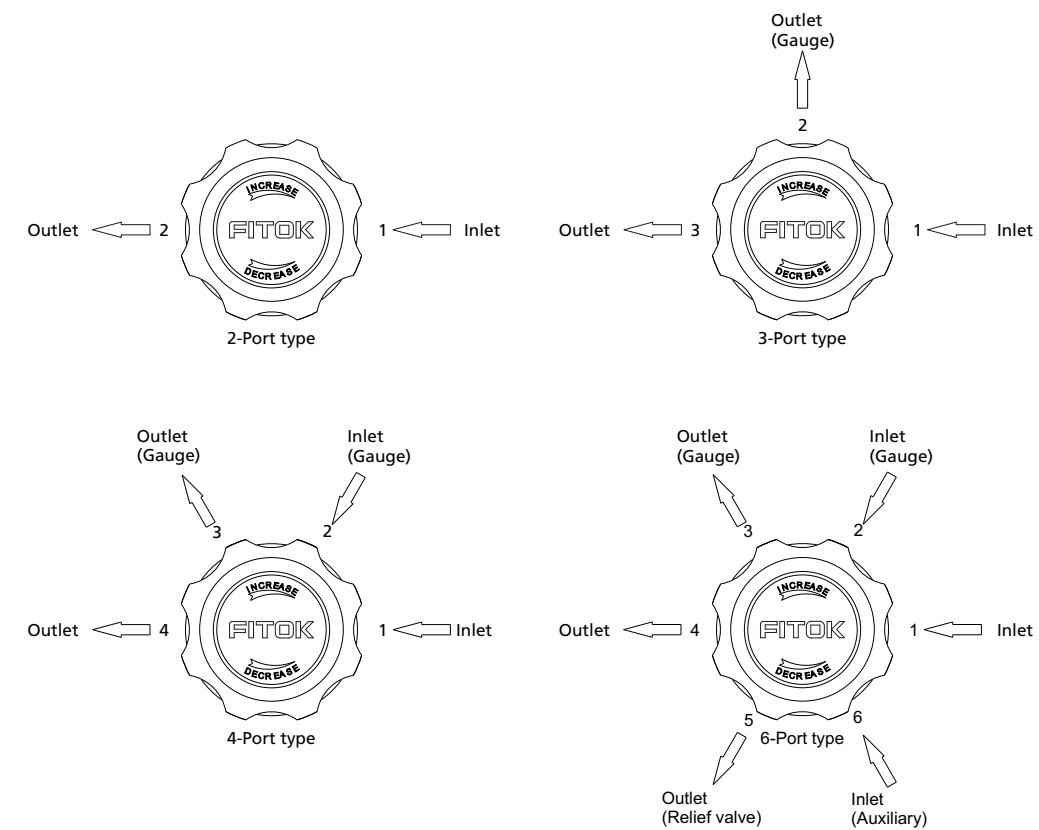 Outlet
(Gauge)
2
INCREASE
FITOK
DECREASE
Outlet
2
1
Inlet
2-Port type
INCREASE
FITOK
DECREASE
Outlet
3
1
Inlet
3-Port type
Outlet
(Gauge)
Inlet
(Gauge)
3
2
INCREASE
FITOK
DECREASE
Outlet
4
1
Inlet
4-Port type
Outlet
(Gauge)
Inlet
(Gauge)
3
2
INCREASE
FITOK
DECREASE
Outlet
4
1
Inlet
5
6
6-Port type
Outlet
(Relief valve)
Inlet
(Auxiliary)